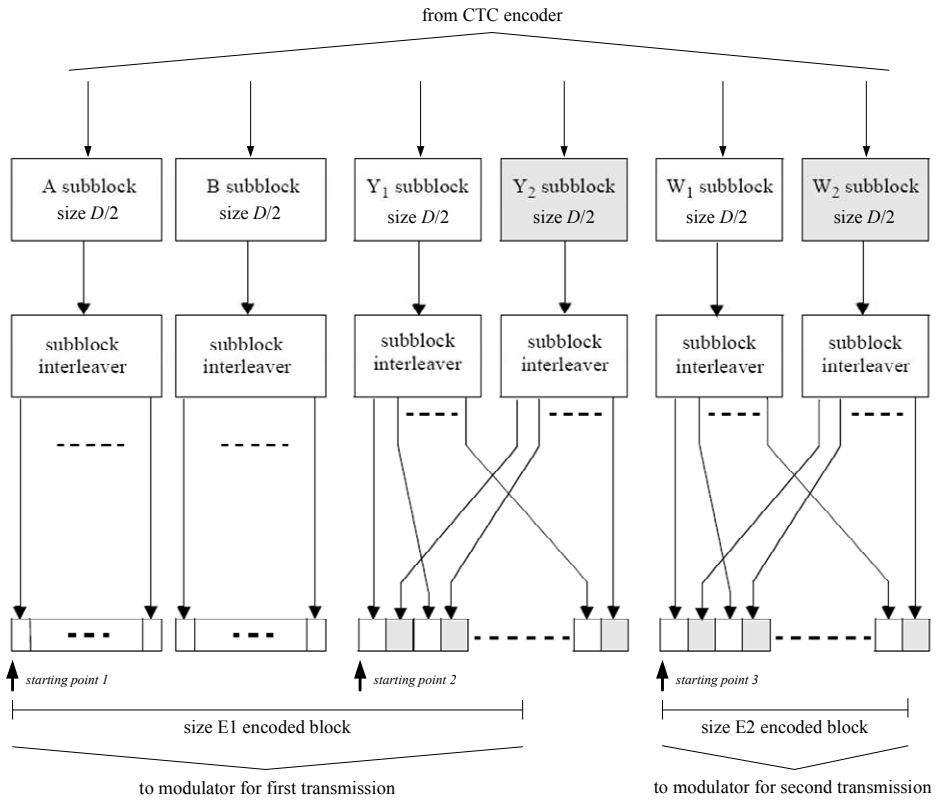 from CTC encoder
A subblock
size D/2
B subblock
size D/2
Y1 subblock
size D/2
Y2 subblock
size D/2
W1 subblock
size D/2
W2 subblock
size D/2
subblock
interleaver
subblock
interleaver
subblock
interleaver
subblock
interleaver
subblock
interleaver
subblock
interleaver
starting point 1
starting point 2
starting point 3
size E1 encoded block
size E2 encoded block
to modulator for first transmission
to modulator for second transmission